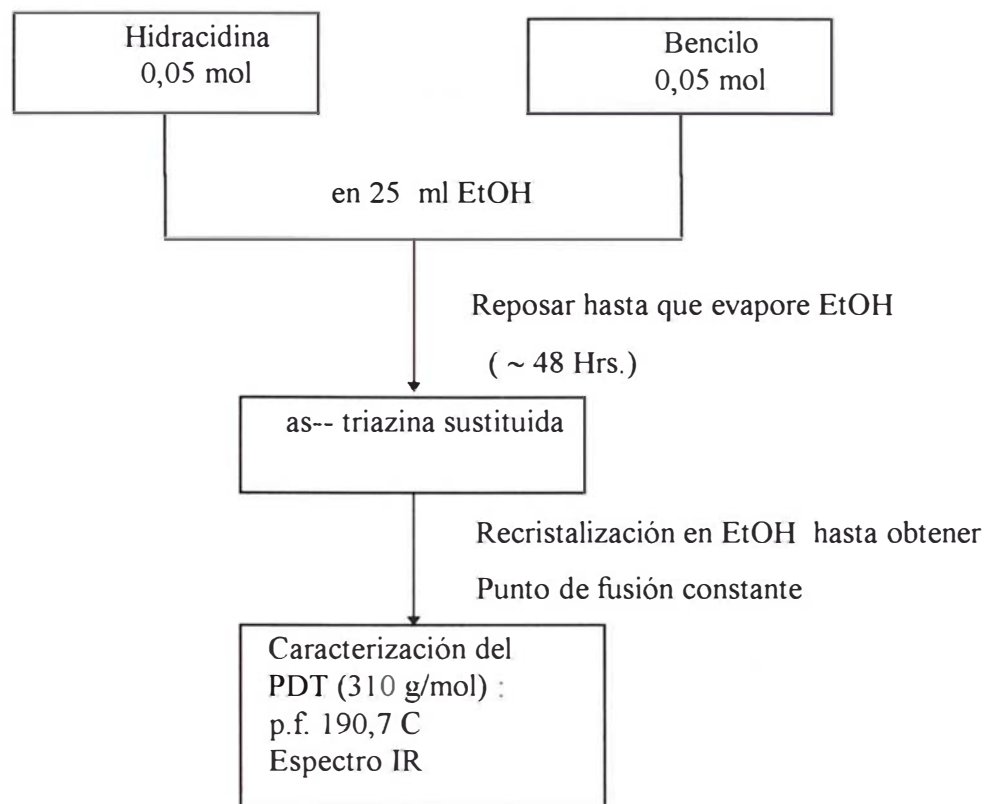 Hidracidina
0,05 mol
Bencilo
0,05 mol
en 25 ml EtOH
Reposar hasta que evapore EtOH
( ~ 48 Hrs.)
as-- triazina sustituida
Recristalización en EtOH hasta obtener
Punto de fusión constante
Caracterización del
PDT (310 g/mol) :
p.f. 190,7 C
Espectro IR